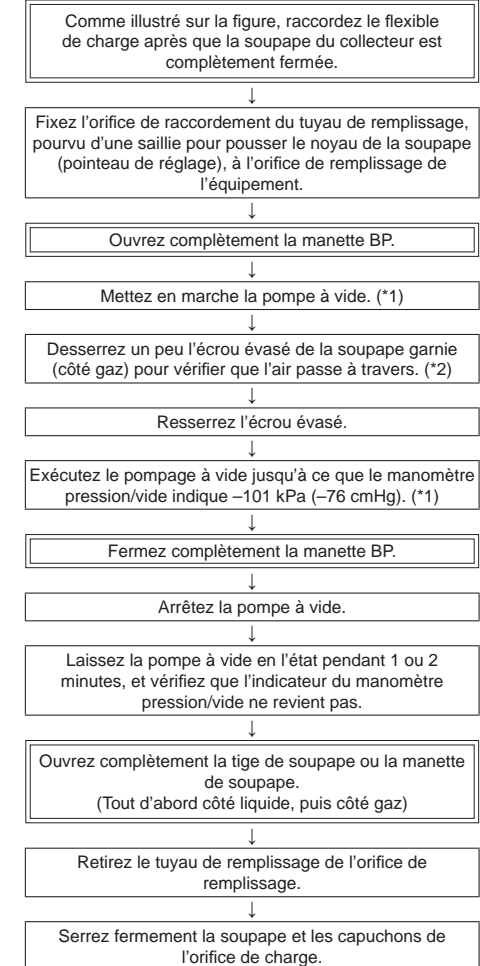 Comme illustré sur la figure, raccordez le flexible
de charge après que la soupape du collecteur est
complètement fermée.
↓
Fixez l’orifice de raccordement du tuyau de remplissage,
pourvu d’une saillie pour pousser le noyau de la soupape
(pointeau de réglage), à l’orifice de remplissage de
l’équipement.
↓
Ouvrez complètement la manette BP.
↓
Mettez en marche la pompe à vide. (*1)
↓
Desserrez un peu l’écrou évasé de la soupape garnie
(côté gaz) pour vérifier que l’air passe à travers. (*2)
↓
Resserrez l’écrou évasé.
↓
Exécutez le pompage à vide jusqu’à ce que le manomètre
pression/vide indique –101 kPa (–76 cmHg). (*1)
↓
Fermez complètement la manette BP.
↓
Arrêtez la pompe à vide.
↓
Laissez la pompe à vide en l’état pendant 1 ou 2
minutes, et vérifiez que l’indicateur du manomètre
pression/vide ne revient pas.
↓
Ouvrez complètement la tige de soupape ou la manette
de soupape.
(Tout d’abord côté liquide, puis côté gaz)
↓
Retirez le tuyau de remplissage de l’orifice de
remplissage.
↓
Serrez fermement la soupape et les capuchons de
l’orifice de charge.